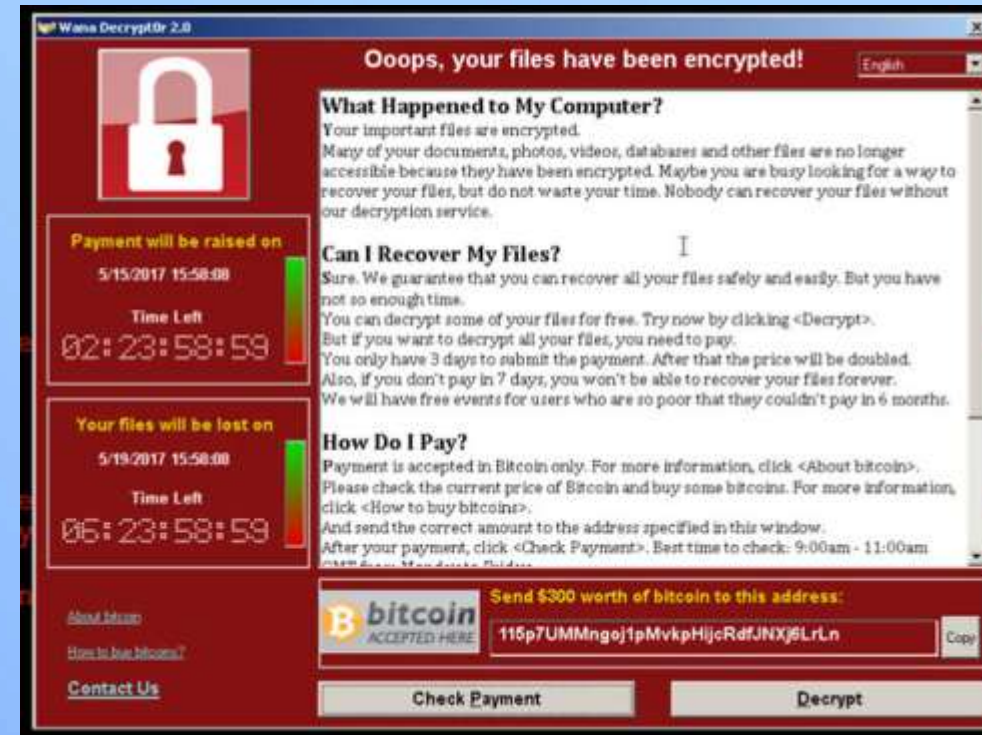 Wana Decrypt0r 2.0
Ooops, your files have been encrypted!
English
What Happened to My Computer?
Your important files are encrypted.
Many of your documents, photos, videos, databases and other files are no longer
accessible because they have been encrypted. Maybe you are busy looking for a way to
recover your files, but do not waste your time. Nobody can recover your files without
our decryption service.
Can I Recover My Files?
Sure. We guarantee that you can recover all your files safely and easily. But you have
not so enough time.
You can decrypt some of your files for free. Try now by clicking <Decrypt>.
But if you want to decrypt all your files, you need to pay.
You only have 3 days to submit the payment. After that the price will be doubled.
Also, if you don't pay in 7 days, you won't be able to recover your files forever.
We will have free events for users who are so poor that they couldn't pay in 6 months.
How Do I Pay?
Payment is accepted in Bitcoin only. For more information, click <About bitcoin>.
Please check the current price of Bitcoin and buy some bitcoins. For more information,
click <How to buy bitcoins>.
And send the correct amount to the address specified in this window.
After your payment, click <Check Payment>. Best time to check: 9:00am - 11:00am
Payment will be raised on
5/15/2017 15:58:08
Time Left
02:23:58:59
Your files will be lost on
5/19/2017 15:58:08
Time Left
06:23:58:59
About bitcoin
How to buy bitcoins?
Contact Us
bitcoin
ACCEPTED HERE
Send $300 worth of bitcoin to this address:
115p7UMMngoj1pMvkpHijcRdfJNXj6LrLn
Copy
Check Payment
Decrypt